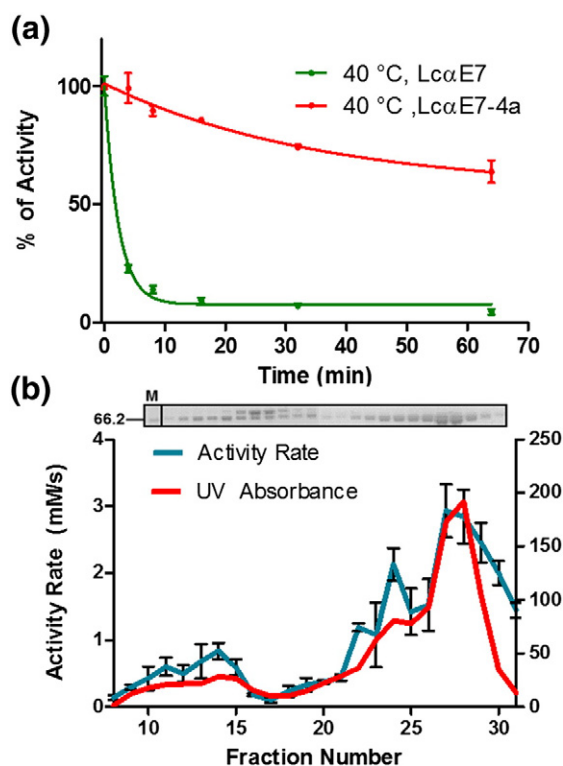 (a)
40 °C, LcαE7
40 °C ,LcαE7-4a
% of Activity
100
50
0
0 10 20 30 40 50 60 70
Time (min)
(b)
M
66.2
Activity Rate
UV Absorbance
Activity Rate (mM/s)
4
3
2
1
0
250
200
150
100
50
0
10 15 20 25 30
Fraction Number